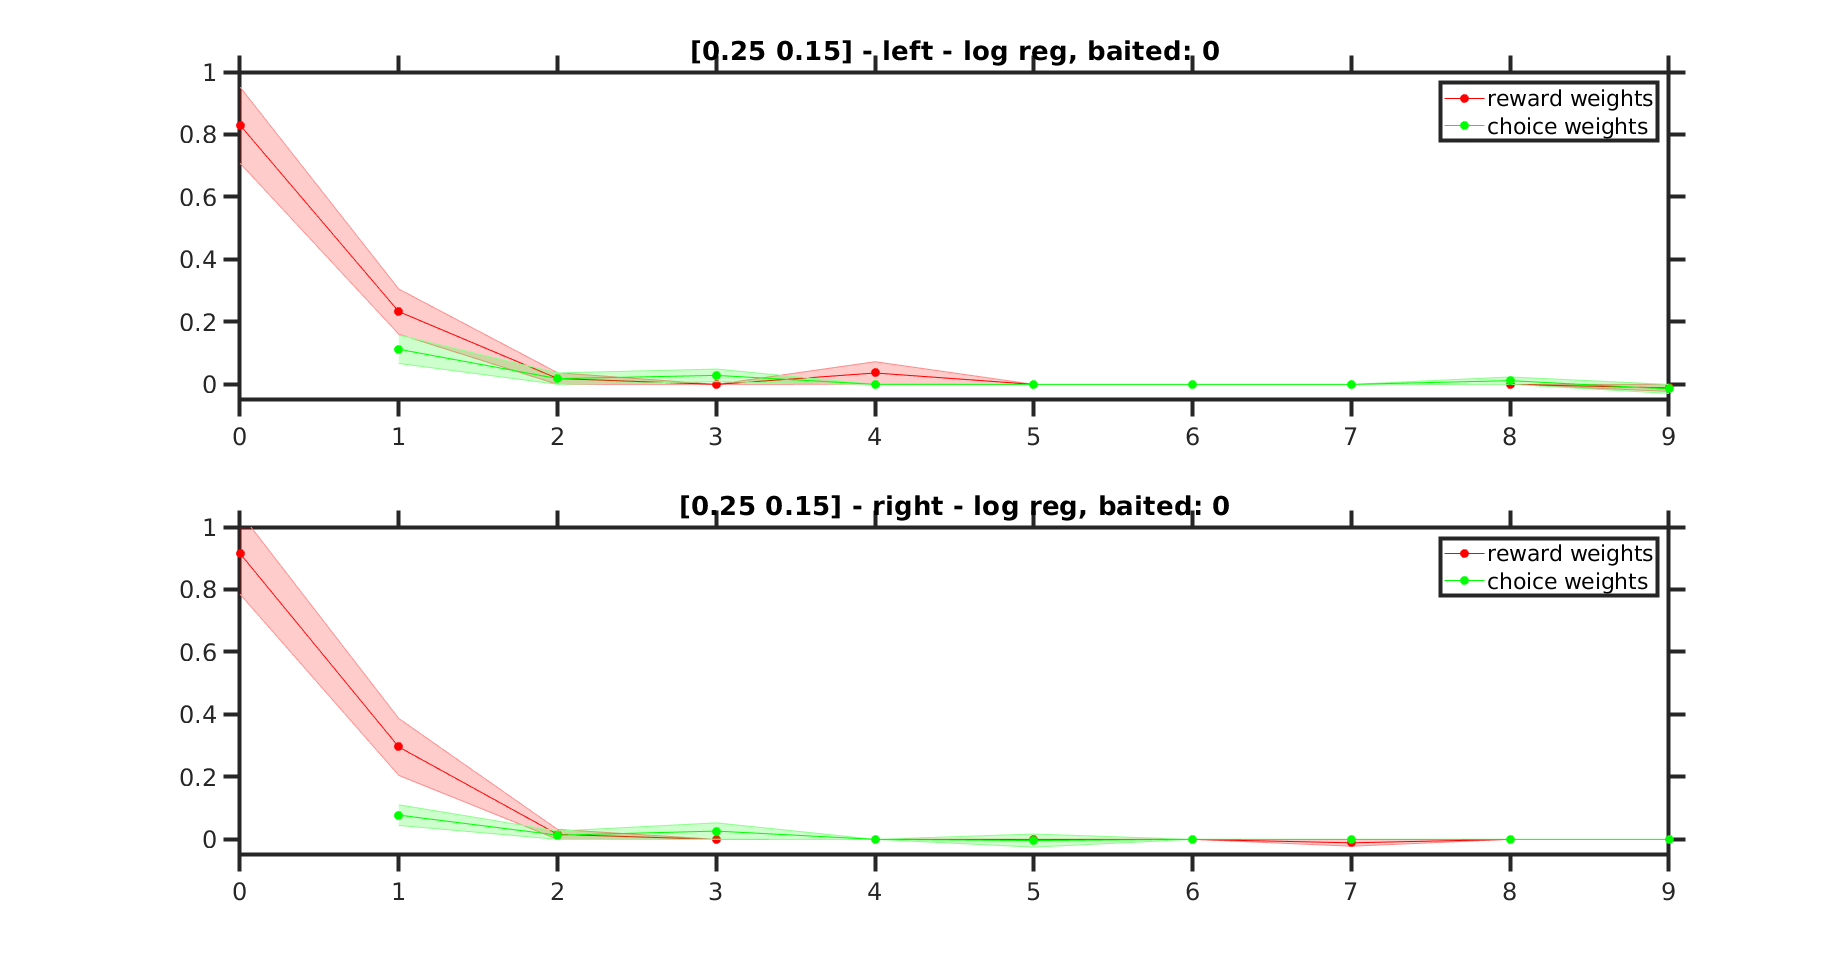 [0.25 0.15] - left - log reg, baited: 0
1
0.8
0.6
0.4
0.2
0
reward weights
choice weights
0 1 2 3 4 5 6 7 8 9
[0.25 0.15] - right - log reg, baited: 0
1
0.8
0.6
0.4
0.2
0
reward weights
choice weights
0 1 2 3 4 5 6 7 8 9